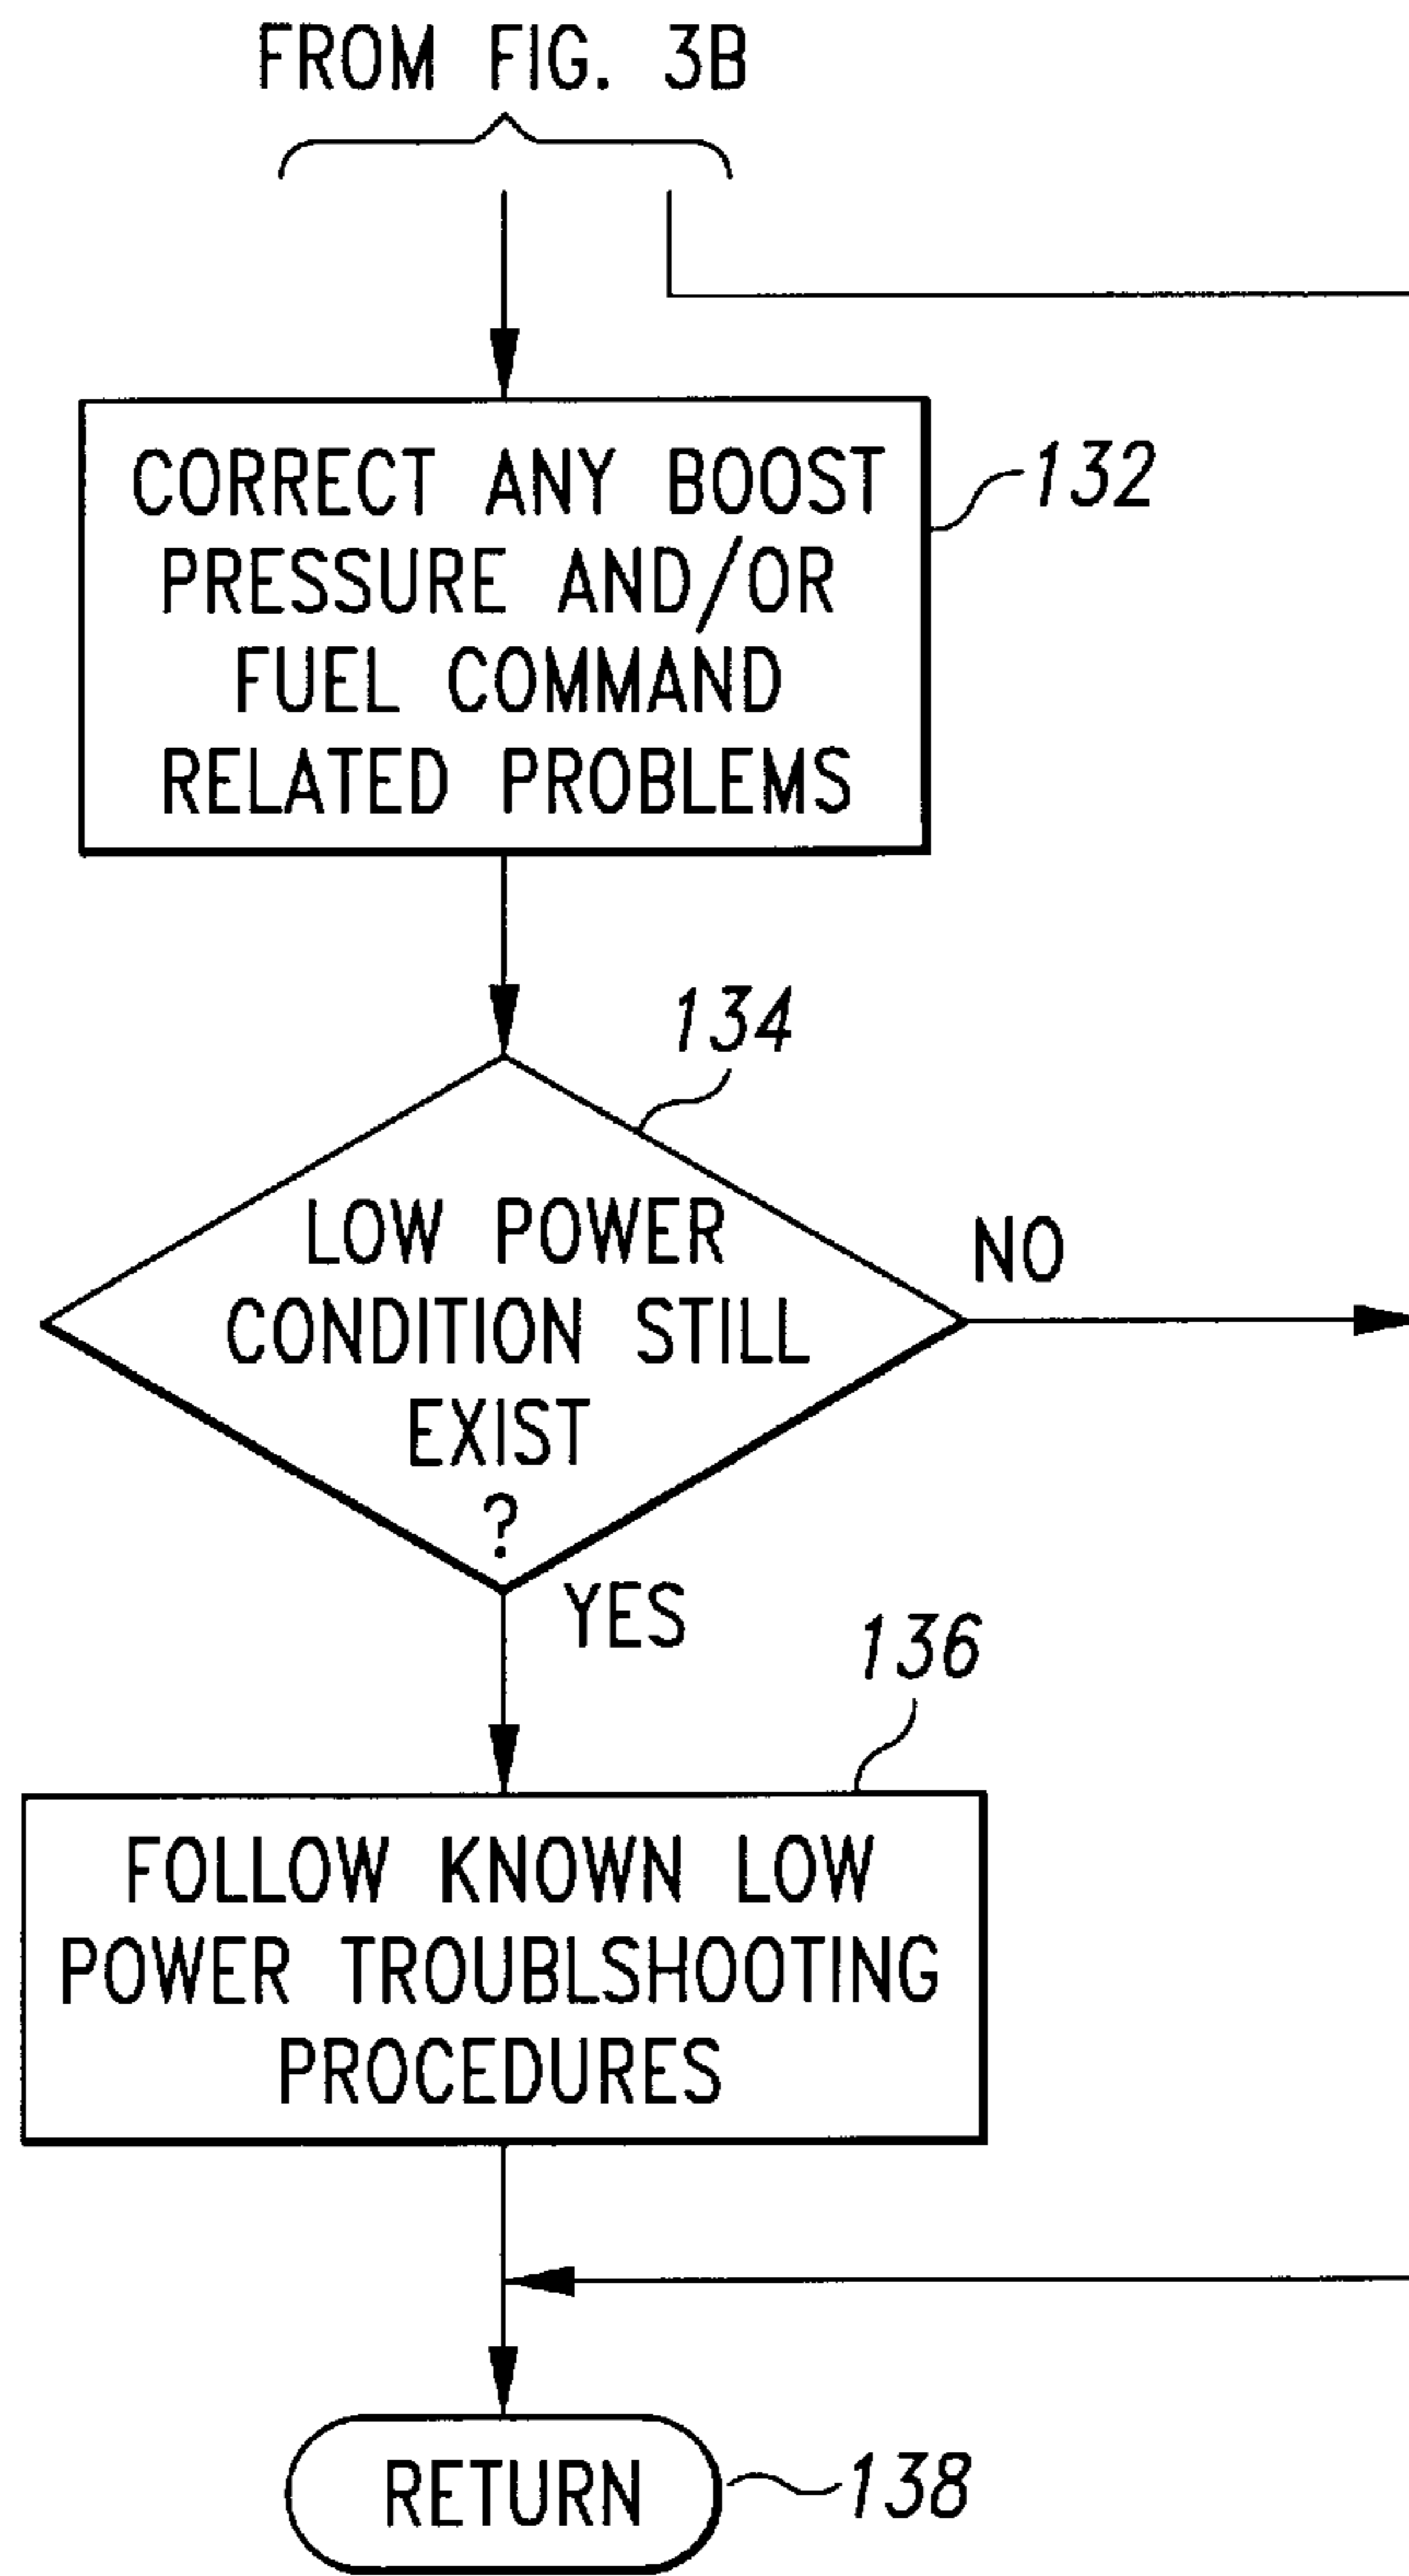 FROM FIG. 3B
CORRECT ANY BOOST
PRESSURE AND/OR
FUEL COMMAND
RELATED PROBLEMS
132
134
LOW POWER
CONDITION STILL
EXIST
?
NO
YES
136
FOLLOW KNOWN LOW
POWER TROUBLSHOOTING
PROCEDURES
RETURN
138